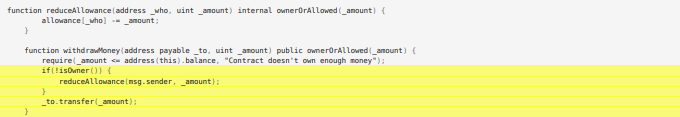 function reduceAllowance(address _who, uint _amount) internal ownerOrAllowed(_amount) {
allowance[_who] -= _amount;
}
function withdrawMoney(address payable _to, uint _amount) public ownerOrAllowed(_amount) {
require(_amount <= address(this).balance, "Contract doesn't own enough money");
if(!isOwner()) {
reduceAllowance(msg.sender, _amount);
}
_to.transfer(_amount);
}